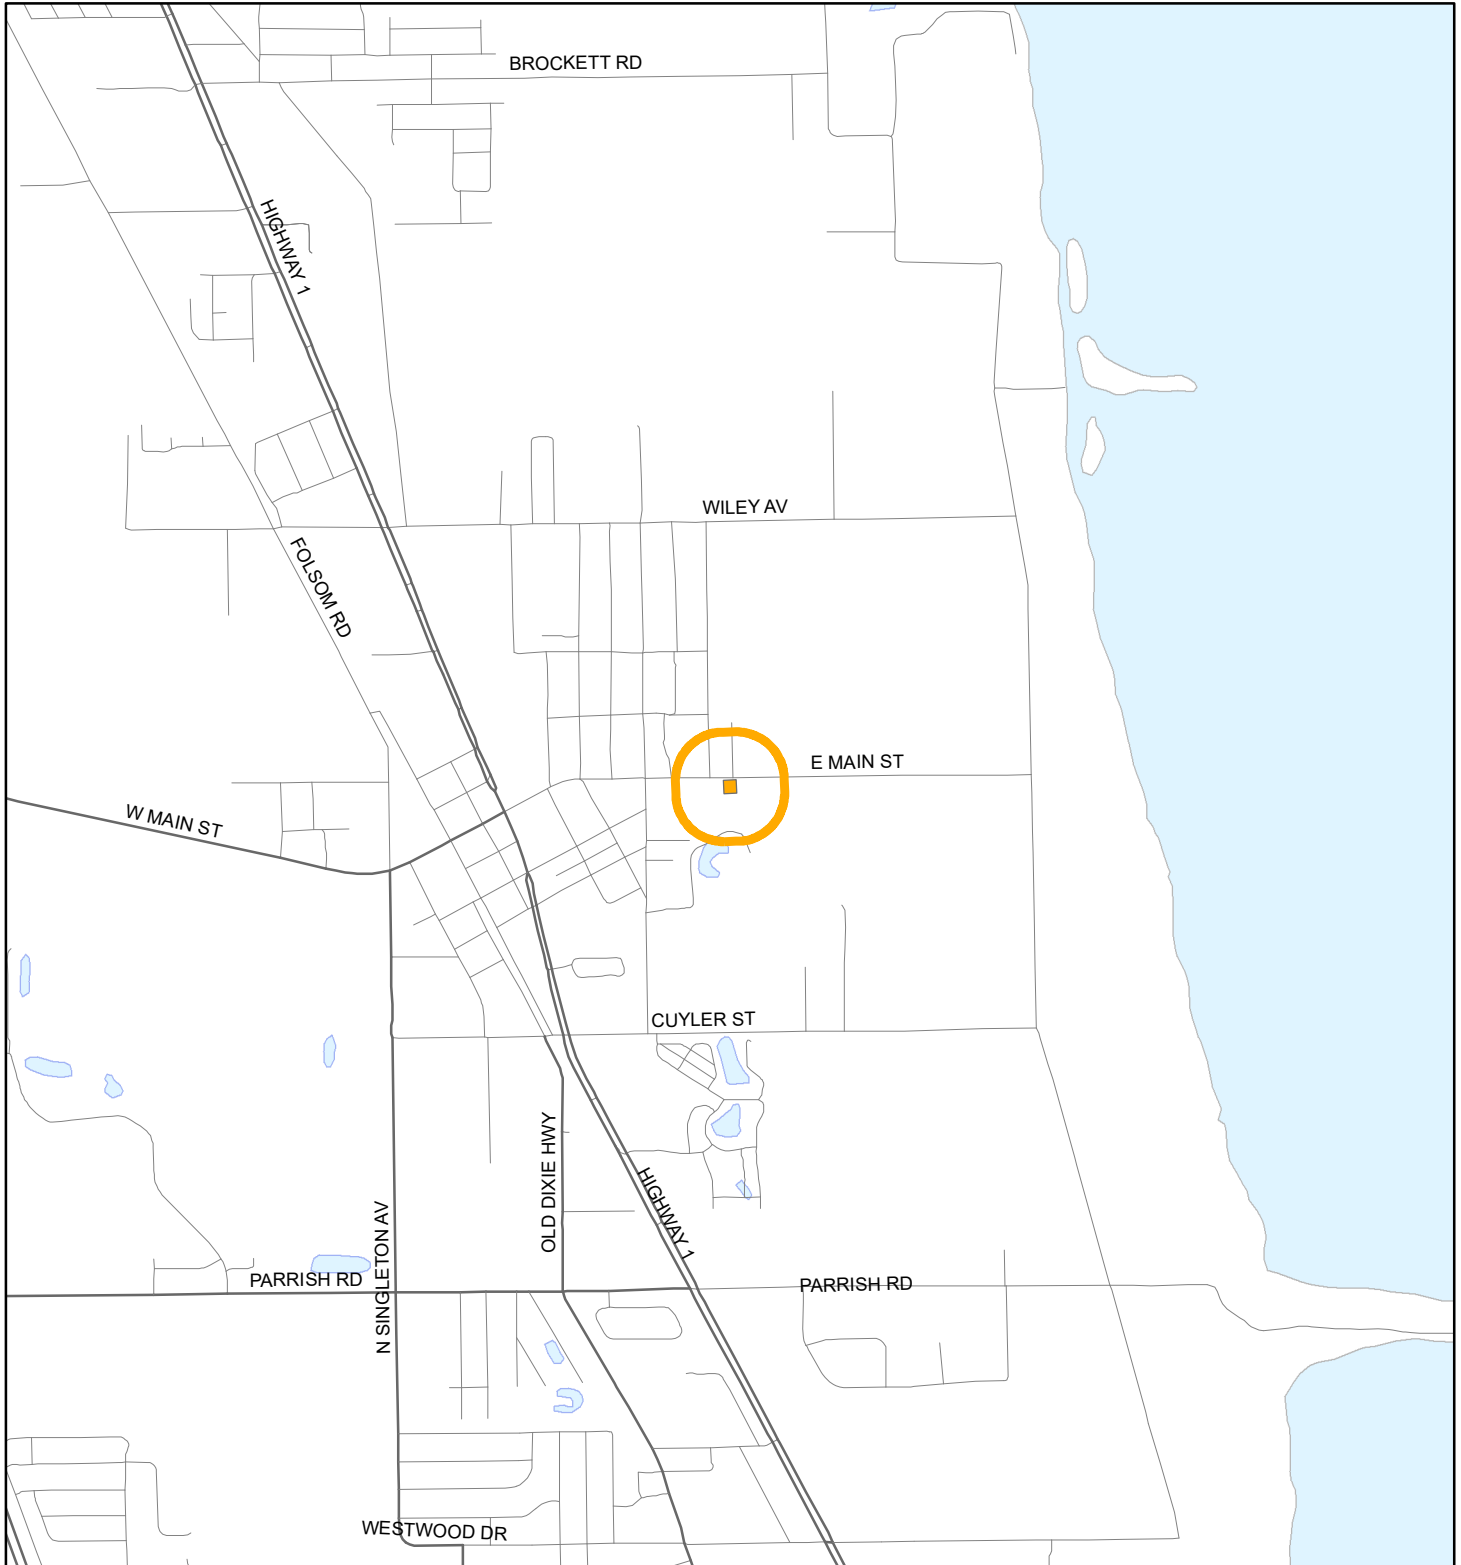 BROCKETT RD
HIGHWAY 1
WILEY AV
FOLSOM RD
E MAIN ST
W MAIN ST
CUYLER ST
OLD DIXIE HWY
HIGHWAY 1
N SINGLETON AV
PARRISH RD
PARRISH RD
WESTWOOD DR